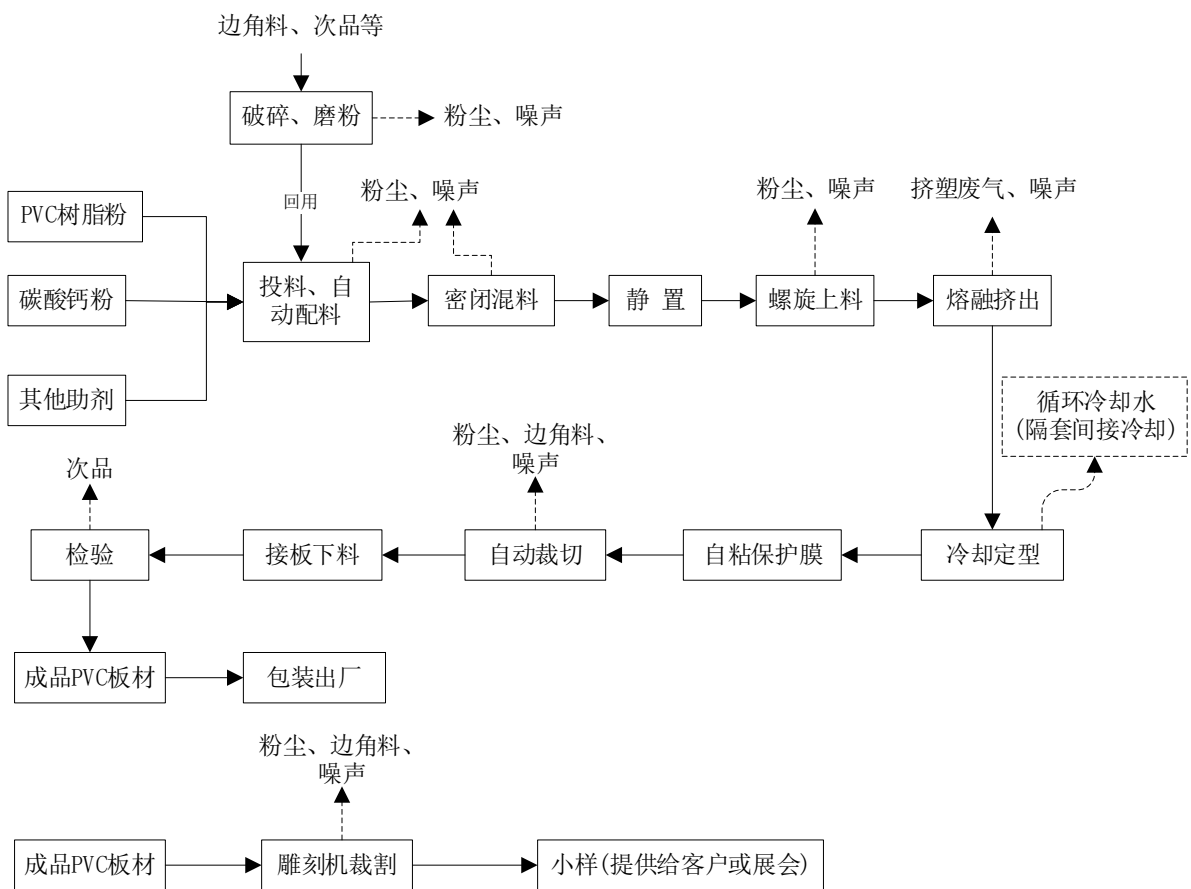 边角料、次品等
破碎、磨粉
粉尘、噪声
回用
粉尘、噪声
粉尘、噪声
挤塑废气、噪声
PVC树脂粉
碳酸钙粉
其他助剂
投料、自
动配料
密闭混料
静 置
螺旋上料
熔融挤出
循环冷却水
(隔套间接冷却)
粉尘、边角料、
噪声
次品
检验
接板下料
自动裁切
自粘保护膜
冷却定型
成品PVC板材
包装出厂
粉尘、边角料、
噪声
成品PVC板材
雕刻机裁割
小样(提供给客户或展会)